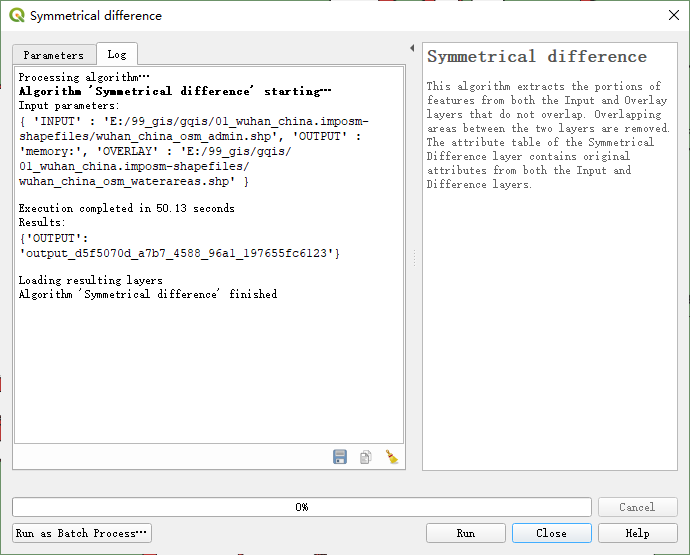 Symmetrical difference
Parameters
Log
Processing algorithm…
Algorithm 'Symmetrical difference' starting…
Input parameters:
{ 'INPUT' : 'E:/99_gis/gqis/01_wuhan_china.imposm-
shapefiles/wuhan_china_osm_admin.shp', 'OUTPUT' :
'memory:', 'OVERLAY' : 'E:/99_gis/gqis/
01_wuhan_china.imposm-shapefiles/
wuhan_china_osm_waterareas.shp' }
Execution completed in 50.13 seconds
Results:
{'OUTPUT':
'output_d5f5070d_a7b7_4588_96a1_197655fc6123'}
Loading resulting layers
Algorithm 'Symmetrical difference' finished
Symmetrical difference
This algorithm extracts the portions of
features from both the Input and Overlay
layers that do not overlap. Overlapping
areas between the two layers are removed.
The attribute table of the Symmetrical
Difference layer contains original
attributes from both the Input and
Difference layers.
0%
Cancel
Run as Batch Process…
Run
Close
Help